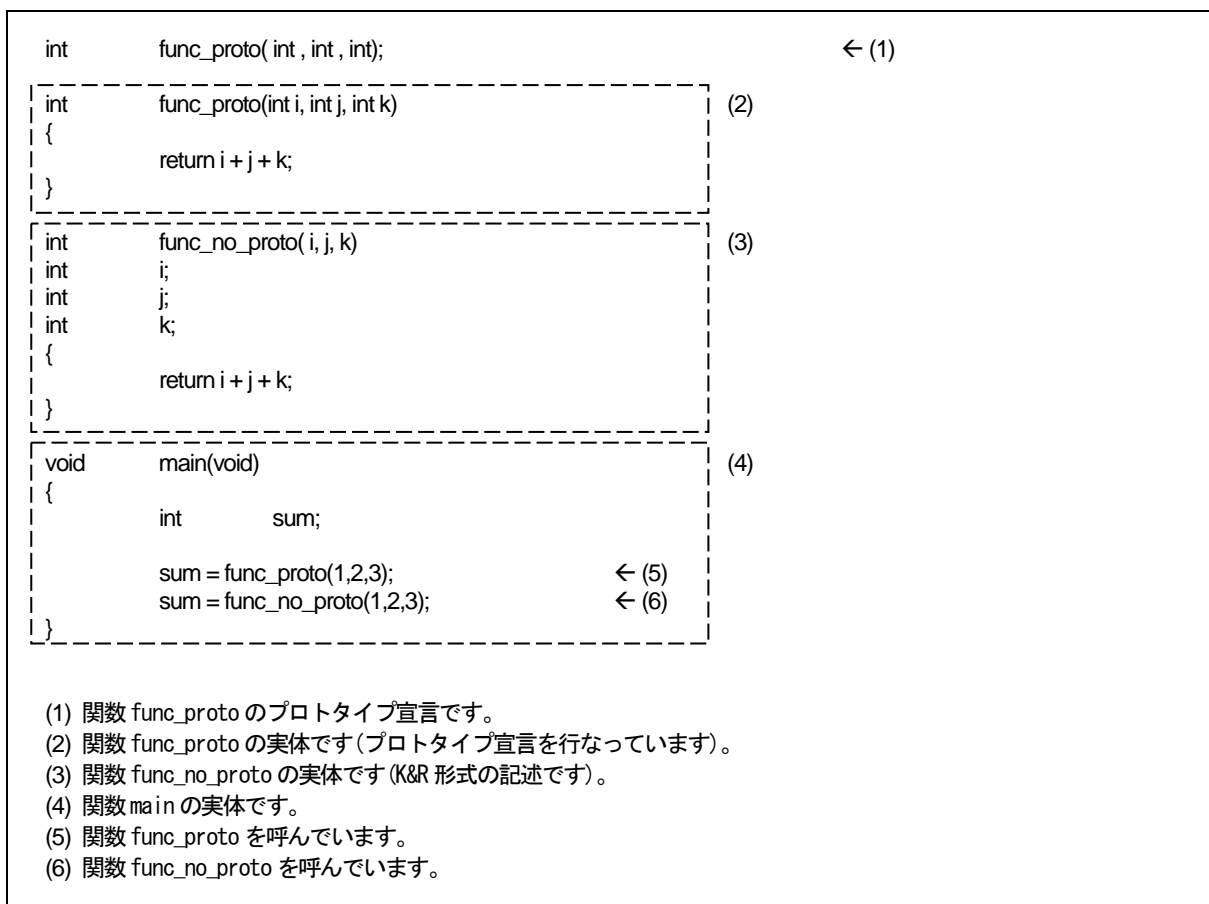 int func_proto( int , int , int); ← (1)
int func_proto(int i, int j, int k) (2)
{
return i + j + k;
}
int func_no_proto( i, j, k) (3)
int i;
int j;
int k;
{
return i + j + k;
}
void main(void) (4)
{
int sum;
sum = func_proto(1,2,3); ← (5)
sum = func_no_proto(1,2,3); ← (6)
}
(1) 関数 func_proto のプロトタイプ宣言です。
(2) 関数 func_proto の実体です(プロトタイプ宣言を行なっています)。
(3) 関数 func_no_proto の実体です(K&R 形式の記述です)。
(4) 関数 main の実体です。
(5) 関数 func_proto を呼んでいます。
(6) 関数 func_no_proto を呼んでいます。